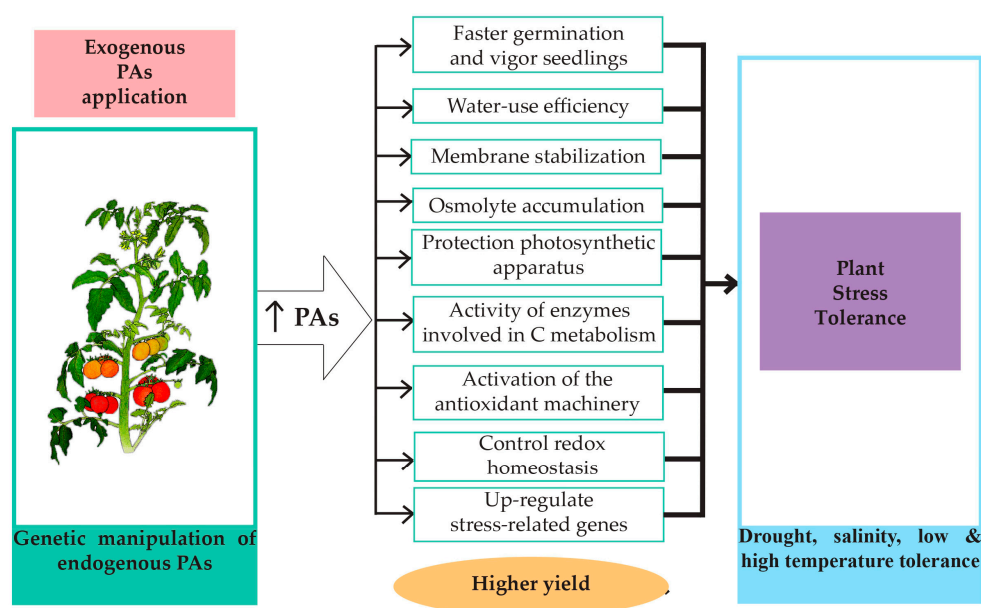 Exogenous
PAs
application
Genetic manipulation of
endogenous PAs
↑ PAs
Faster germination
and vigor seedlings
Water-use efficiency
Membrane stabilization
Osmolyte accumulation
Protection photosynthetic
apparatus
Activity of enzymes
involved in C metabolism
Activation of the
antioxidant machinery
Control redox
homeostasis
Up-regulate
stress-related genes
Higher yield
Plant
Stress
Tolerance
Drought, salinity, low &
high temperature tolerance